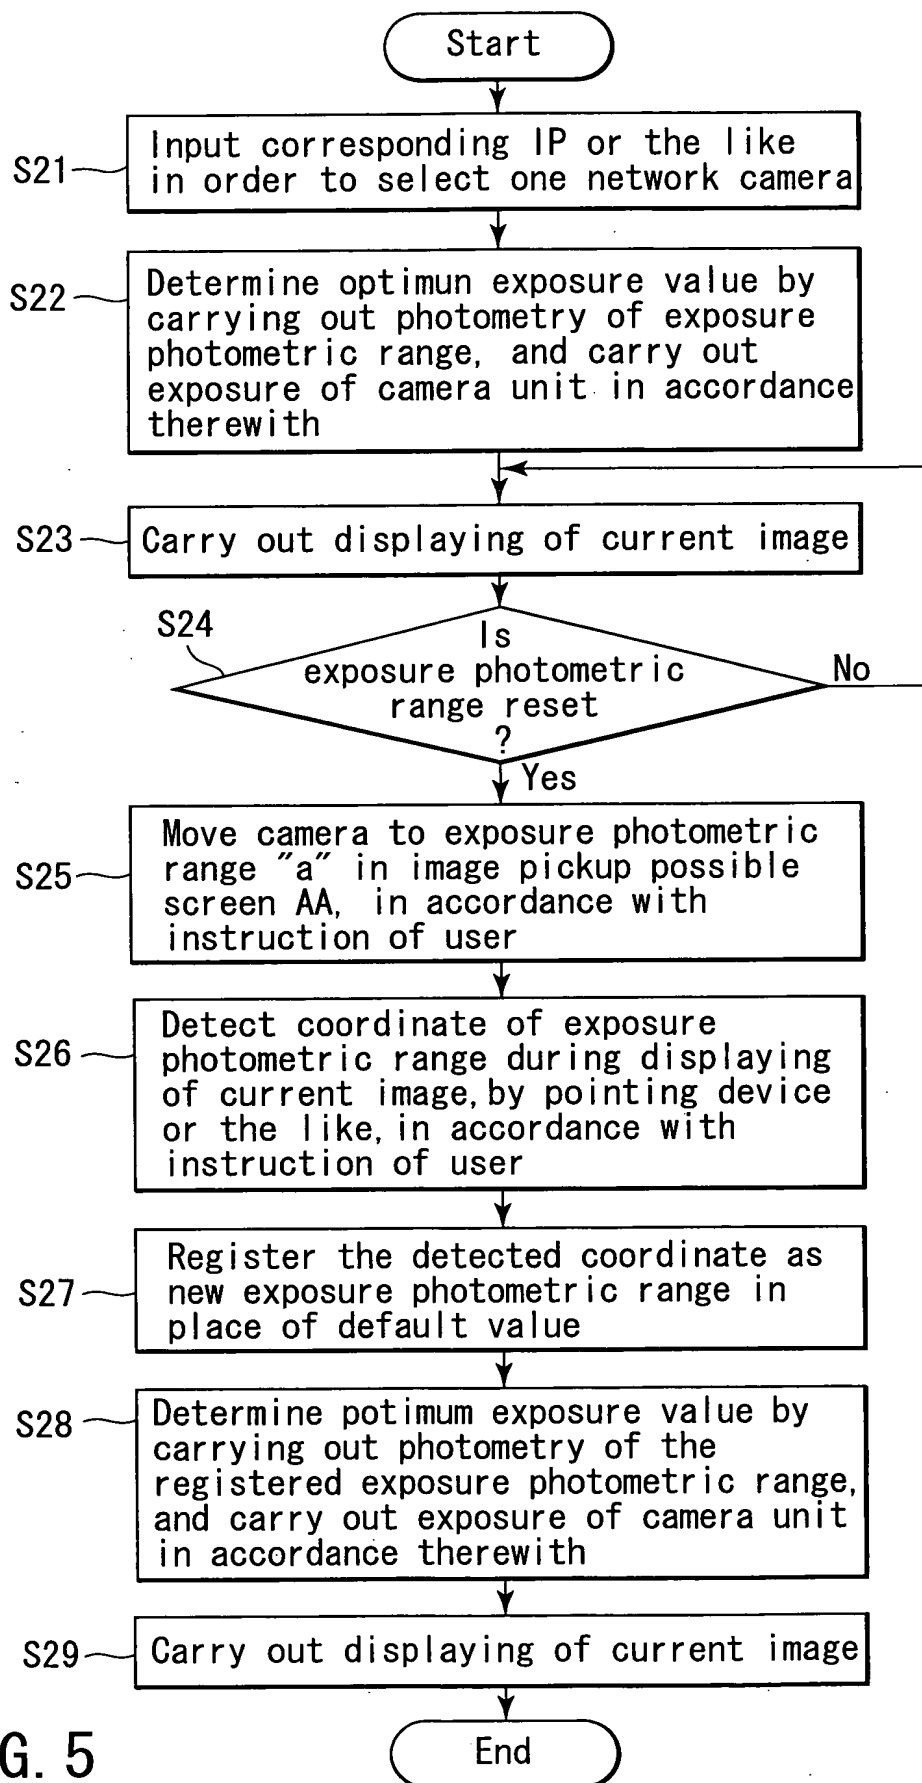 Start
S21
Input corresponding IP or the like
in order to select one network camera
S22
Determine optimun exposure value by
carrying out photometry of exposure
photometric range, and carry out
exposure of camera unit in accordance
therewith
S23
Carry out displaying of current image
S24
Is
exposure photometric
range reset
?
No
Yes
S25
Move camera to exposure photometric
range "a" in image pickup possible
screen AA, in accordance with
instruction of user
S26
Detect coordinate of exposure
photometric range during displaying
of current image, by pointing device
or the like, in accordance with
instruction of user
S27
Register the detected coordinate as
new exposure photometric range in
place of default value
S28
Determine potimum exposure value by
carrying out photometry of the
registered exposure photometric range,
and carry out exposure of camera unit
in accordance therewith
S29
Carry out displaying of current image
End
G. 5